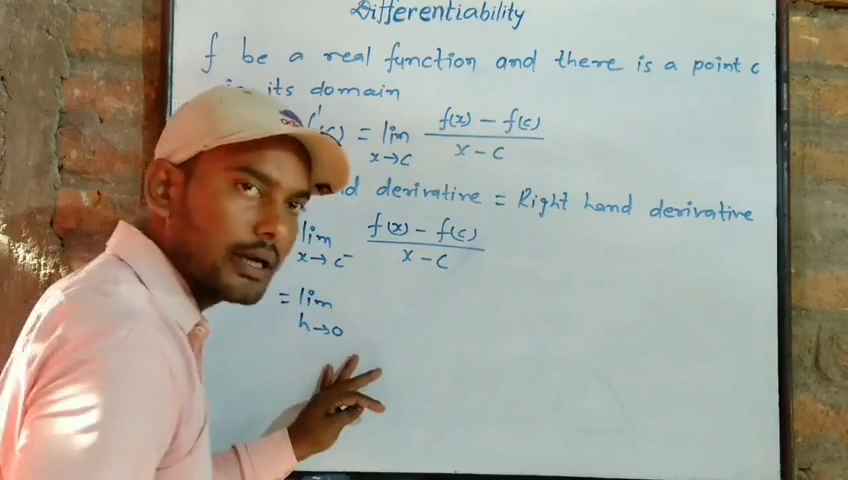 Differentiability
f be a real function and there is a point c
its domain
= lim x→c f(x) - f(c) / x - c
derivative = Right hand derivative
lim x→c⁻ f(x) - f(c) / x - c
= lim h→0